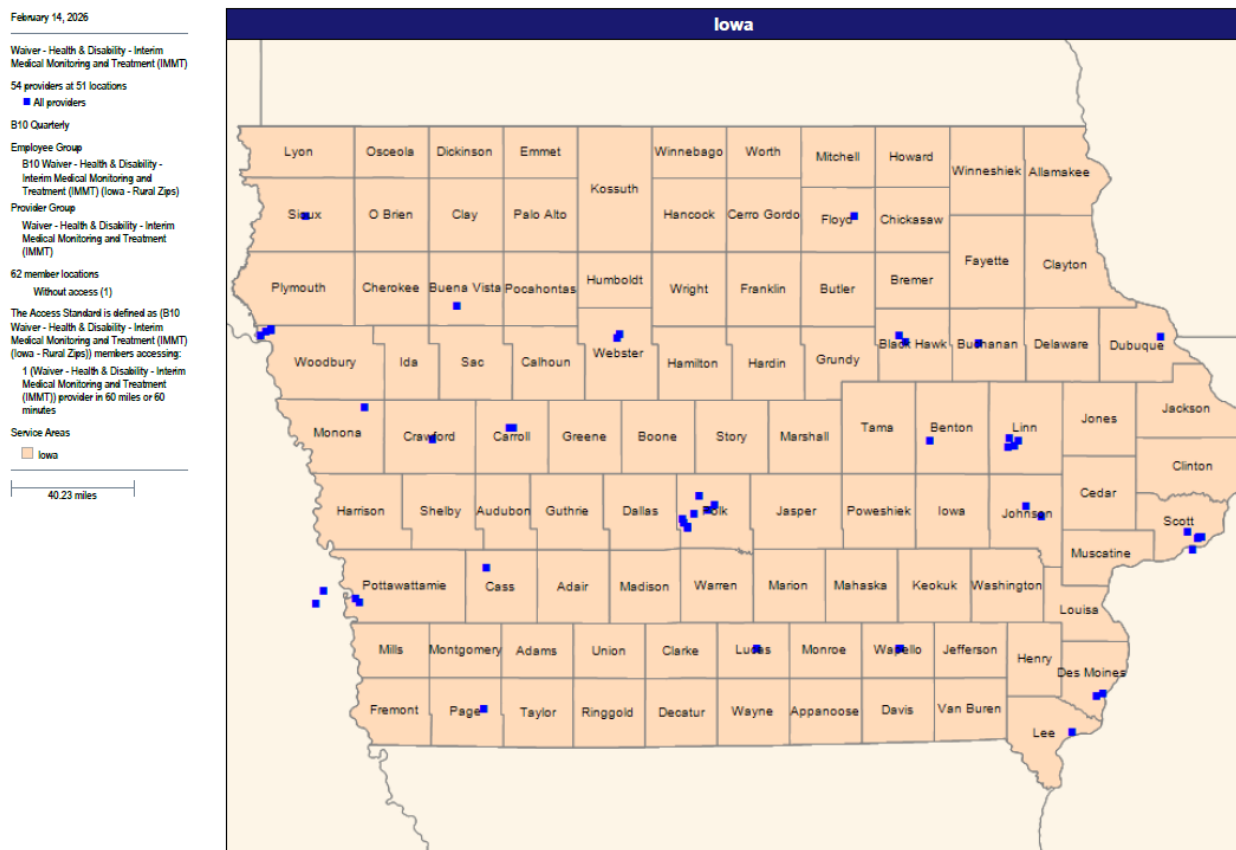 February 14, 2026
Waiver - Health & Disability - Interim
Medical Monitoring and Treatment (IMMT)
54 providers at 51 locations
All providers
B10 Quarterly
Employee Group
B10 Waiver - Health & Disability -
Interim Medical Monitoring and
Treatment (IMMT) (Iowa - Rural Zips)
Provider Group
Waiver - Health & Disability - Interim
Medical Monitoring and Treatment
(IMMT)
62 member locations
Without access (1)
The Access Standard is defined as (B10
Waiver - Health & Disability - Interim
Medical Monitoring and Treatment (IMMT)
(Iowa - Rural Zips)) members accessing:
1 (Waiver - Health & Disability - Interim
Medical Monitoring and Treatment
(IMMT)) provider in 60 miles or 60
minutes
Service Areas
Iowa
40.23 miles
Iowa
Lyon Osceola Dickinson Emmet Kossuth Winnebago Worth Mitchell Howard Winneshiek Allamakee
Sioux O Brien Clay Palo Alto Hancock Cerro Gordo Floyd Chickasaw
Plymouth Cherokee Buena Vista Pocahontas Humboldt Wright Franklin Butler Bremer Fayette Clayton
Woodbury Ida Sac Calhoun Webster Hamilton Hardin Grundy Black Hawk Buchanan Delaware Dubuque
Monona Crawford Carroll Greene Boone Story Marshall Tama Benton Linn Jones Jackson
Clinton
Harrison Shelby Audubon Guthrie Dallas Polk Jasper Poweshiek Iowa Johnson Cedar Scott
Muscatine
Pottawattamie Cass Adair Madison Warren Marion Mahaska Keokuk Washington Louisa
Mills Montgomery Adams Union Clarke Lucas Monroe Wapello Jefferson Henry Des Moines
Fremont Page Taylor Ringgold Decatur Wayne Appanoose Davis Van Buren Lee